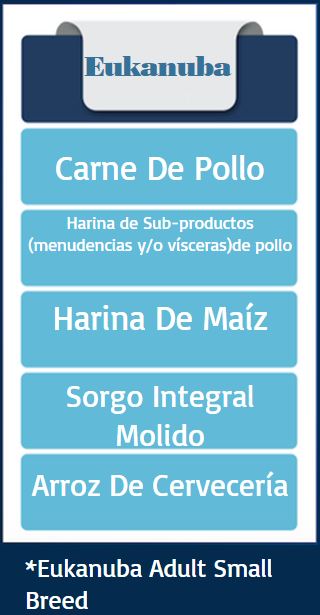 Eukanuba
Carne De Pollo
Harina de Sub-productos
(menudencias y/o vísceras)de pollo
Harina De Maíz
Sorgo Integral
Molido
Arroz De Cervecería
*Eukanuba Adult Small
Breed